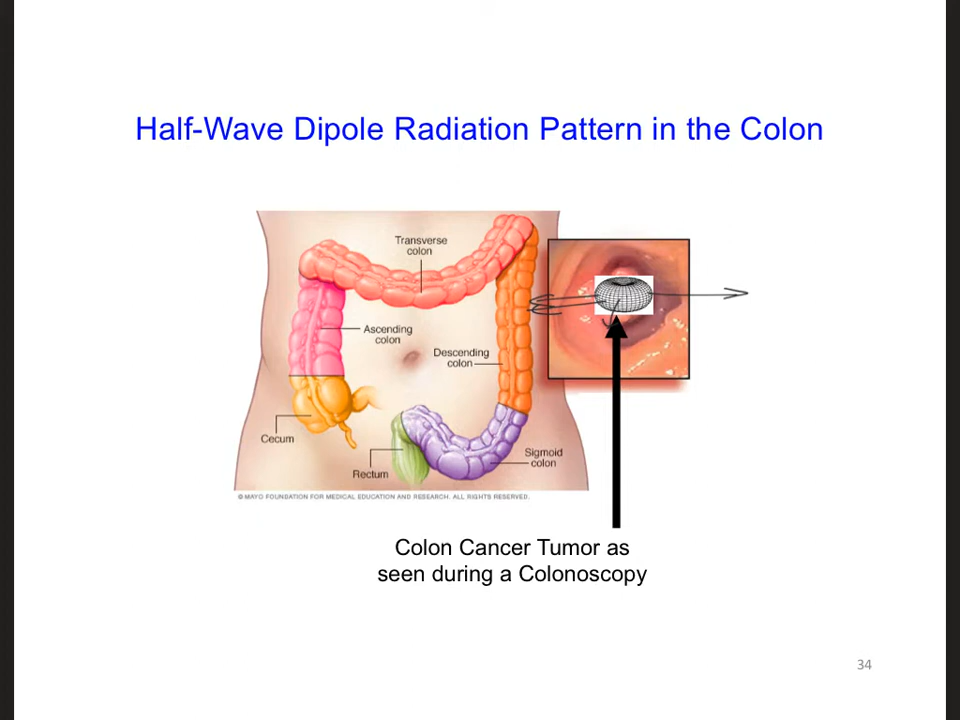 Half-Wave Dipole Radiation Pattern in the Colon
Transverse
colon
Ascending
colon
Descending
colon
Cecum
Sigmoid
colon
Rectum
© MAYO FOUNDATION FOR MEDICAL EDUCATION AND RESEARCH. ALL RIGHTS RESERVED.
Colon Cancer Tumor as
seen during a Colonoscopy
34